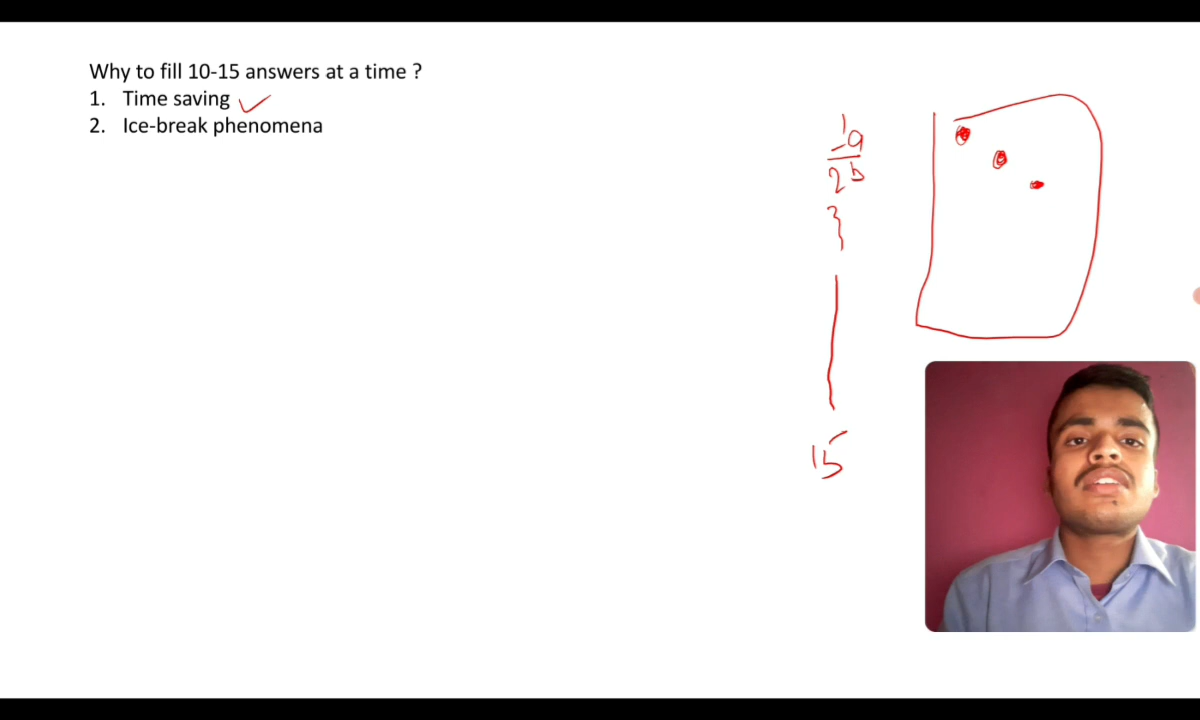 Why to fill 10-15 answers at a time ?
1. Time saving
2. Ice-break phenomena
1 a
2 b
3
15